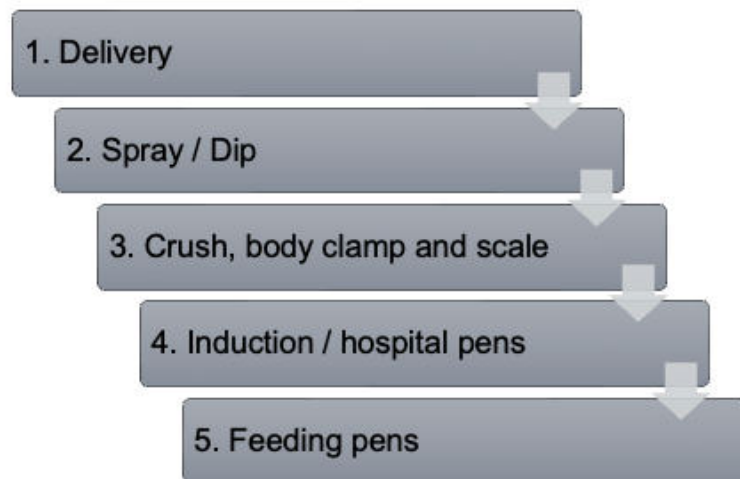 1. Delivery
2. Spray / Dip
3. Crush, body clamp and scale
4. Induction / hospital pens
5. Feeding pens